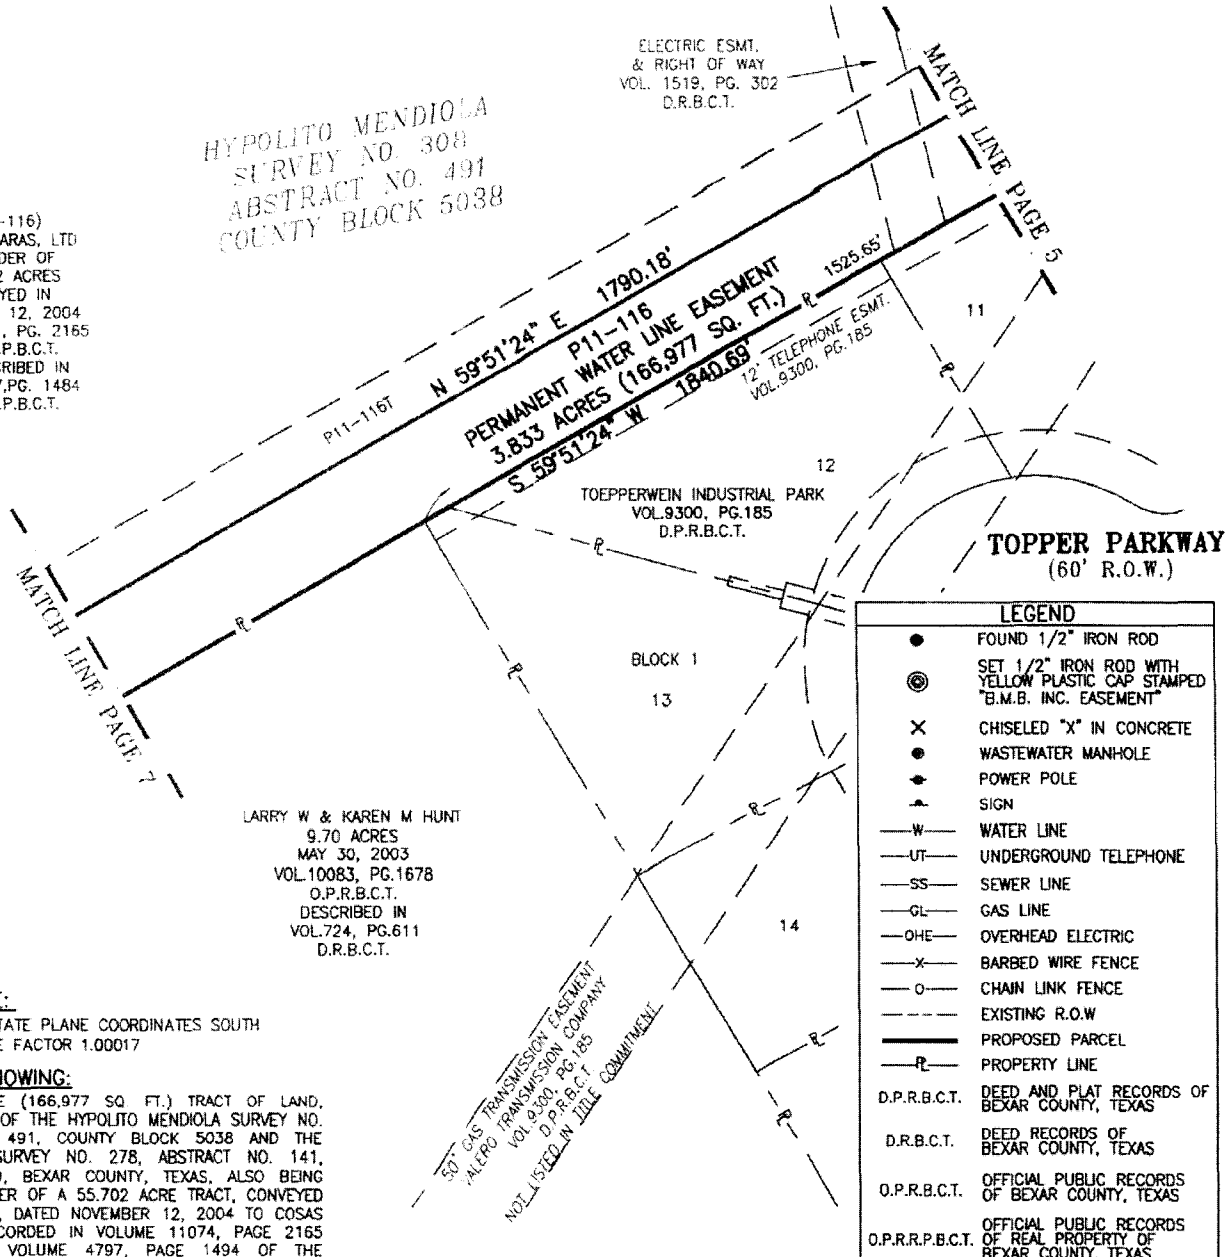 ELECTRIC ESMT.
& RIGHT OF WAY
VOL. 1519, PG. 302
D.R.B.C.T.
MATCH LINE PAGE 5
HYPOLITO MENDIOLA
SURVEY NO. 308
ABSTRACT NO. 491
COUNTY BLOCK 5038
-116)
ARAS, LTD
DER OF
2 ACRES
YED IN
12, 2004
, PG. 2165
P.B.C.T.
RIBED IN
,PG. 1484
.P.B.C.T.
P11-116T
N 59°51'24" E 1790.18'
P11-116
PERMANENT WATER LINE EASEMENT
3.833 ACRES (166,977 SQ. FT.)
S 59°51'24" W 1840.69'
1525.65'
12' TELEPHONE ESMT.
VOL.9300, PG.185
11
12
TOEPPERWEIN INDUSTRIAL PARK
VOL.9300, PG.185
D.P.R.B.C.T.
TOPPER PARKWAY
(60' R.O.W.)
MATCH LINE PAGE 7
BLOCK 1
13
14
LARRY W & KAREN M HUNT
9.70 ACRES
MAY 30, 2003
VOL.10083, PG.1678
O.P.R.B.C.T.
DESCRIBED IN
VOL.724, PG.611
D.R.B.C.T.
50' GAS TRANSMISSION EASEMENT
VALERO TRANSMISSION COMPANY
VOL.9300, PG.185
D.P.R.B.C.T.
NOT LISTED IN TITLE COMMITMENT
E:
TATE PLANE COORDINATES SOUTH
E FACTOR 1.00017
HOWING:
E (166,977 SQ FT.) TRACT OF LAND,
OF THE HYPOLITO MENDIOLA SURVEY NO.
491, COUNTY BLOCK 5038 AND THE
SURVEY NO. 278, ABSTRACT NO. 141,
, BEXAR COUNTY, TEXAS, ALSO BEING
ER OF A 55.702 ACRE TRACT, CONVEYED
, DATED NOVEMBER 12, 2004 TO COSAS
CORDED IN VOLUME 11074, PAGE 2165
VOLUME 4797, PAGE 1494 OF THE
LEGEND
FOUND 1/2" IRON ROD
SET 1/2" IRON ROD WITH
YELLOW PLASTIC CAP STAMPED
"B.M.B. INC. EASEMENT"
CHISELED "X" IN CONCRETE
WASTEWATER MANHOLE
POWER POLE
SIGN
W WATER LINE
UT UNDERGROUND TELEPHONE
SS SEWER LINE
GL GAS LINE
OHE OVERHEAD ELECTRIC
X BARBED WIRE FENCE
O CHAIN LINK FENCE
EXISTING R.O.W
PROPOSED PARCEL
PL PROPERTY LINE
D.P.R.B.C.T. DEED AND PLAT RECORDS OF
BEXAR COUNTY, TEXAS
D.R.B.C.T. DEED RECORDS OF
BEXAR COUNTY, TEXAS
O.P.R.B.C.T. OFFICIAL PUBLIC RECORDS
OF BEXAR COUNTY, TEXAS
OFFICIAL PUBLIC RECORDS
O.P.R.R.P.B.C.T. OF REAL PROPERTY OF
BEXAR COUNTY, TEXAS